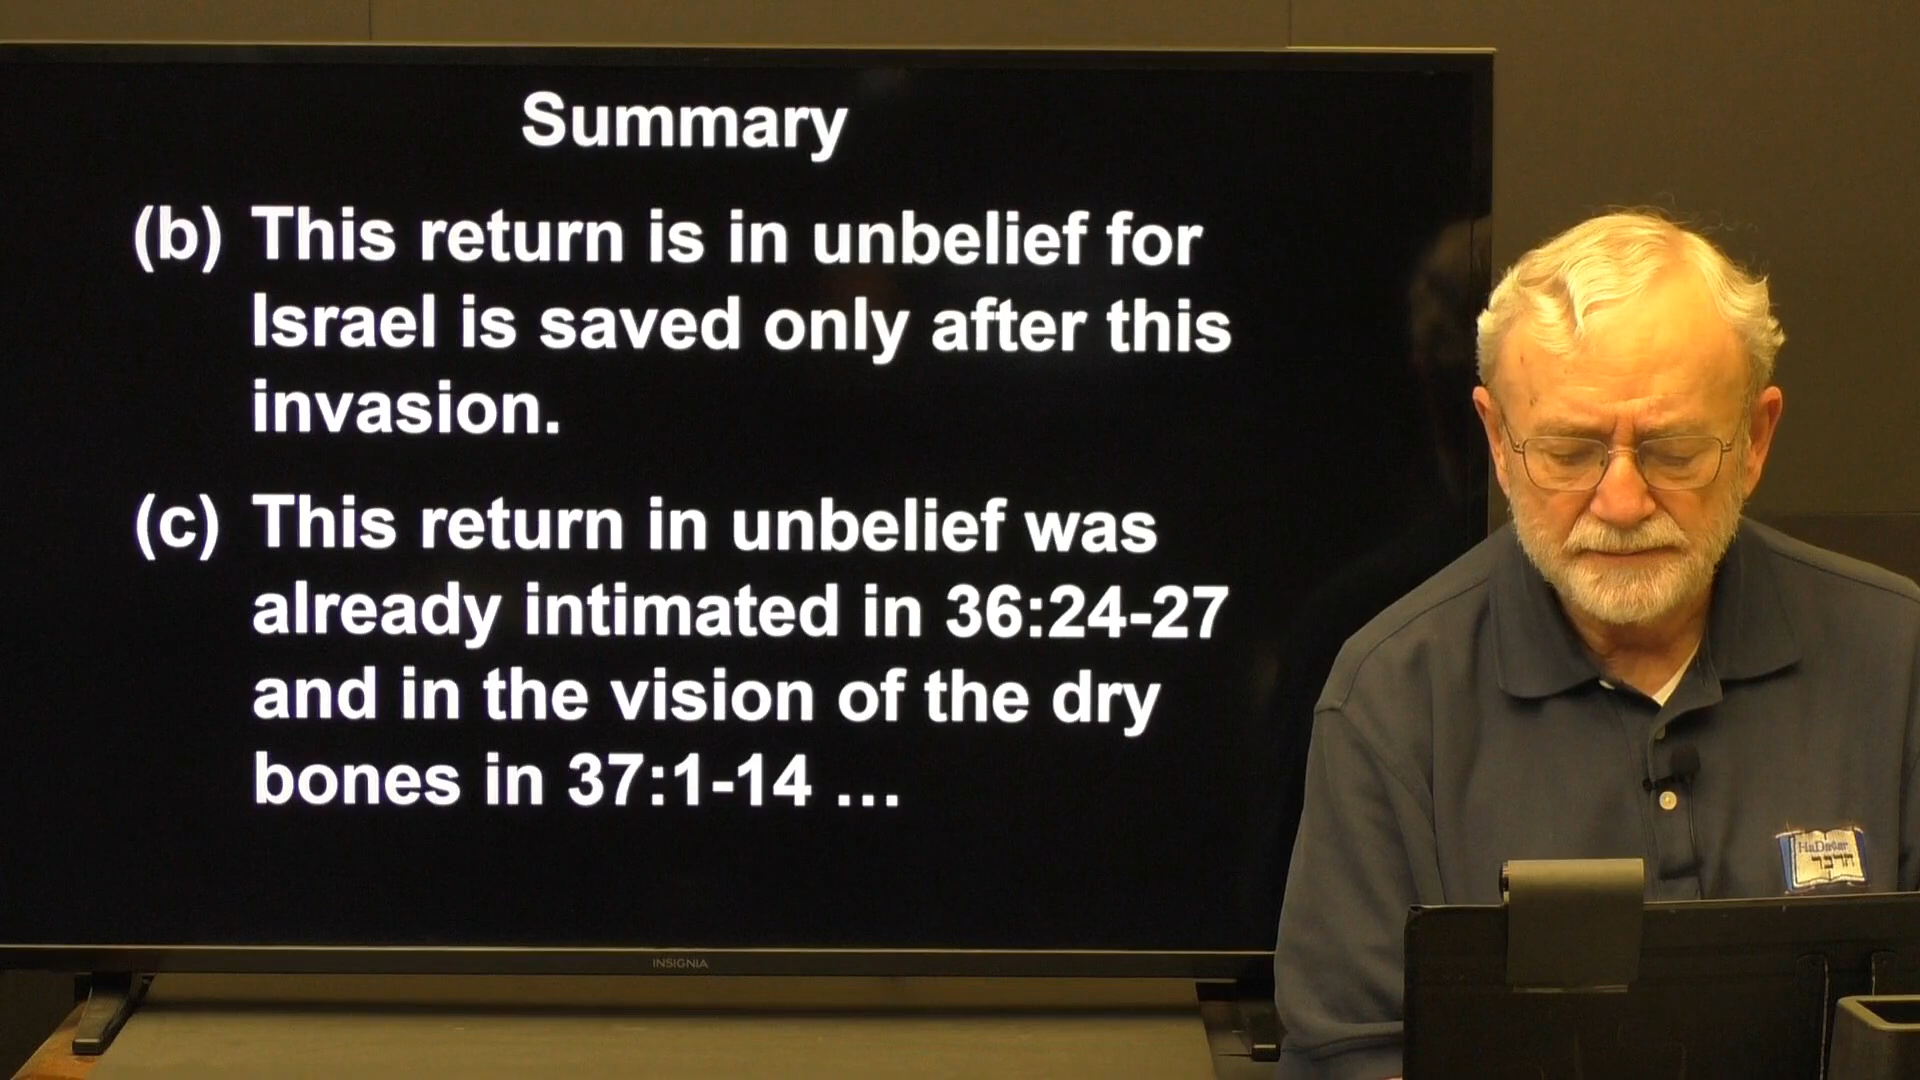 Summary
(b) This return is in unbelief for
Israel is saved only after this
invasion.
(c) This return in unbelief was
already intimated in 36:24-27
and in the vision of the dry
bones in 37:1-14 …
INSIGNIA
HaDavar
הדבר